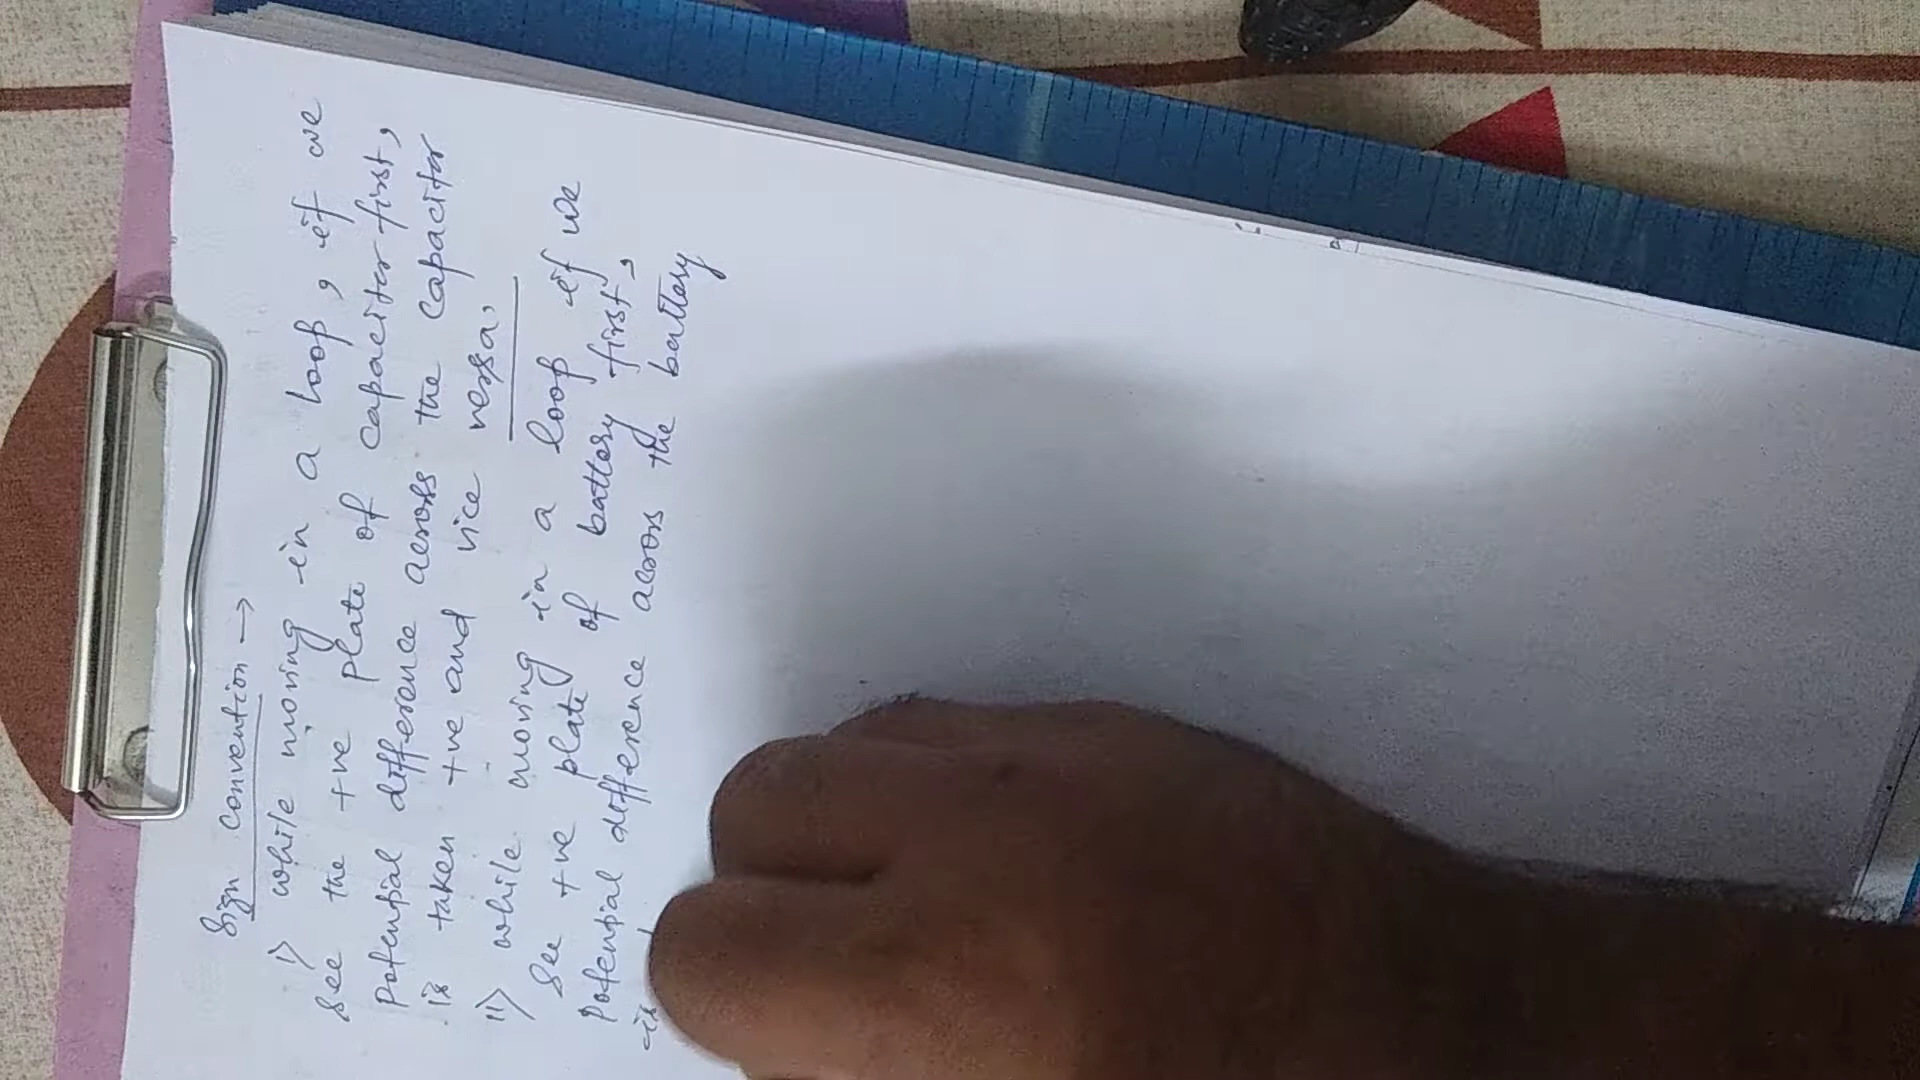 Sign convention →
i) while moving in a loop, if we
see the +ve plate of capacitor first,
potential difference across the capacitor
is taken +ve and vice versa.
ii) while moving in a loop if we
see +ve plate of battery first,
potential difference across the battery
is